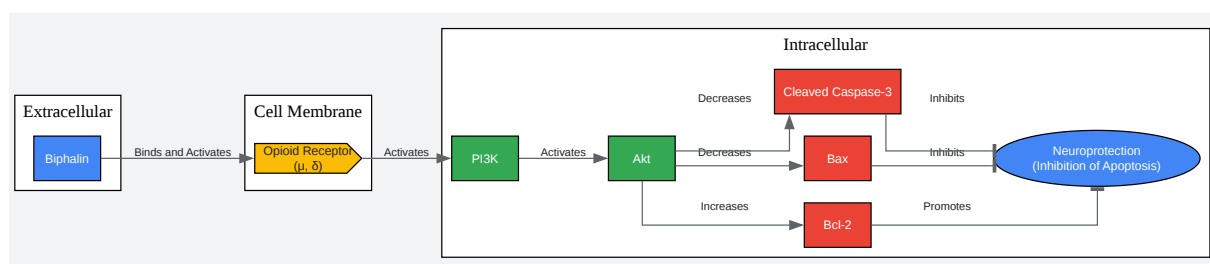 Extracellular
Biphalin
Binds and Activates
Cell Membrane
Opioid Receptor
(μ, δ)
Activates
Intracellular
PI3K
Activates
Akt
Decreases
Cleaved Caspase-3
Inhibits
Decreases
Bax
Inhibits
Increases
Bcl-2
Promotes
Neuroprotection
(Inhibition of Apoptosis)